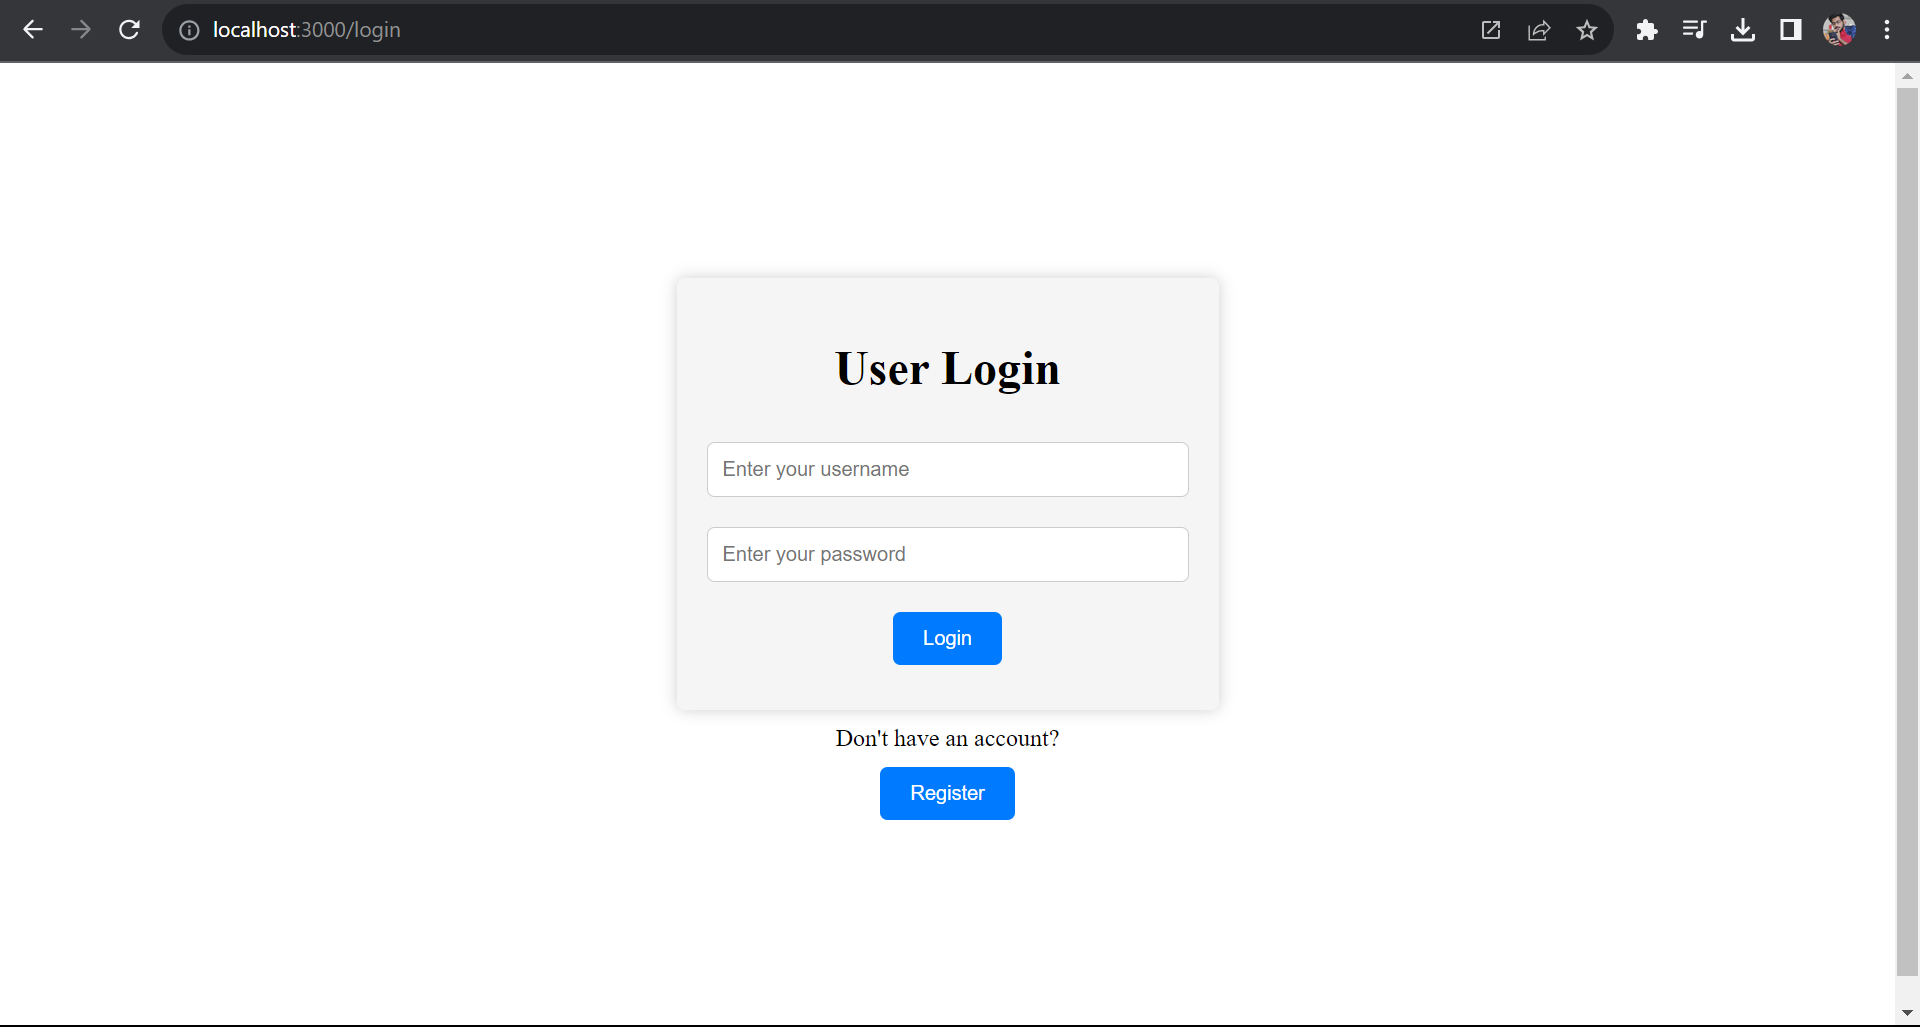 localhost:3000/login
User Login
Enter your username
Enter your password
Login
Don't have an account?
Register